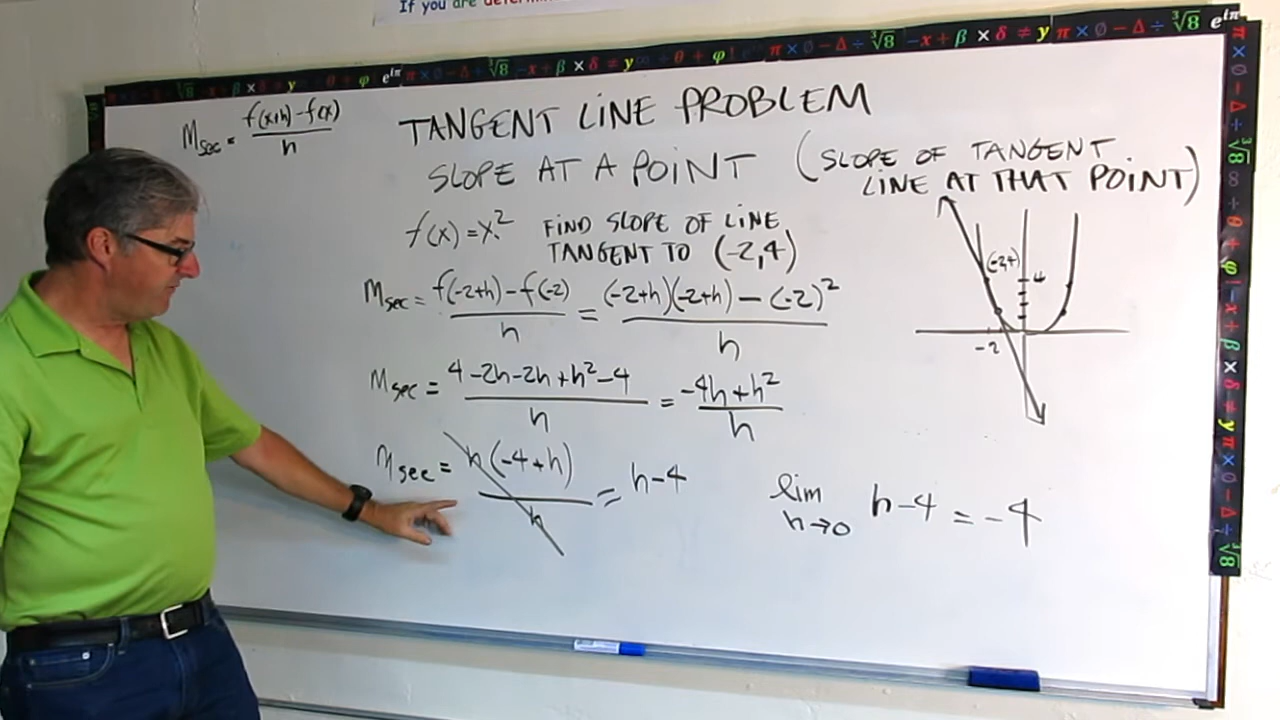 If you are
M_sec = (f(x+h) - f(x))/h
TANGENT LINE PROBLEM
SLOPE AT A POINT (SLOPE OF TANGENT
LINE AT THAT POINT)
f(x) = x² FIND SLOPE OF LINE
TANGENT TO (-2,4)
M_sec = (f(-2+h) - f(-2))/h = ((-2+h)(-2+h) - (-2)²)/h
M_sec = (4-2h-2h+h²-4)/h = (-4h+h²)/h
M_sec = h(-4+h)/h = h-4
lim h→0 h-4 = -4
(-2,4)
4
-2